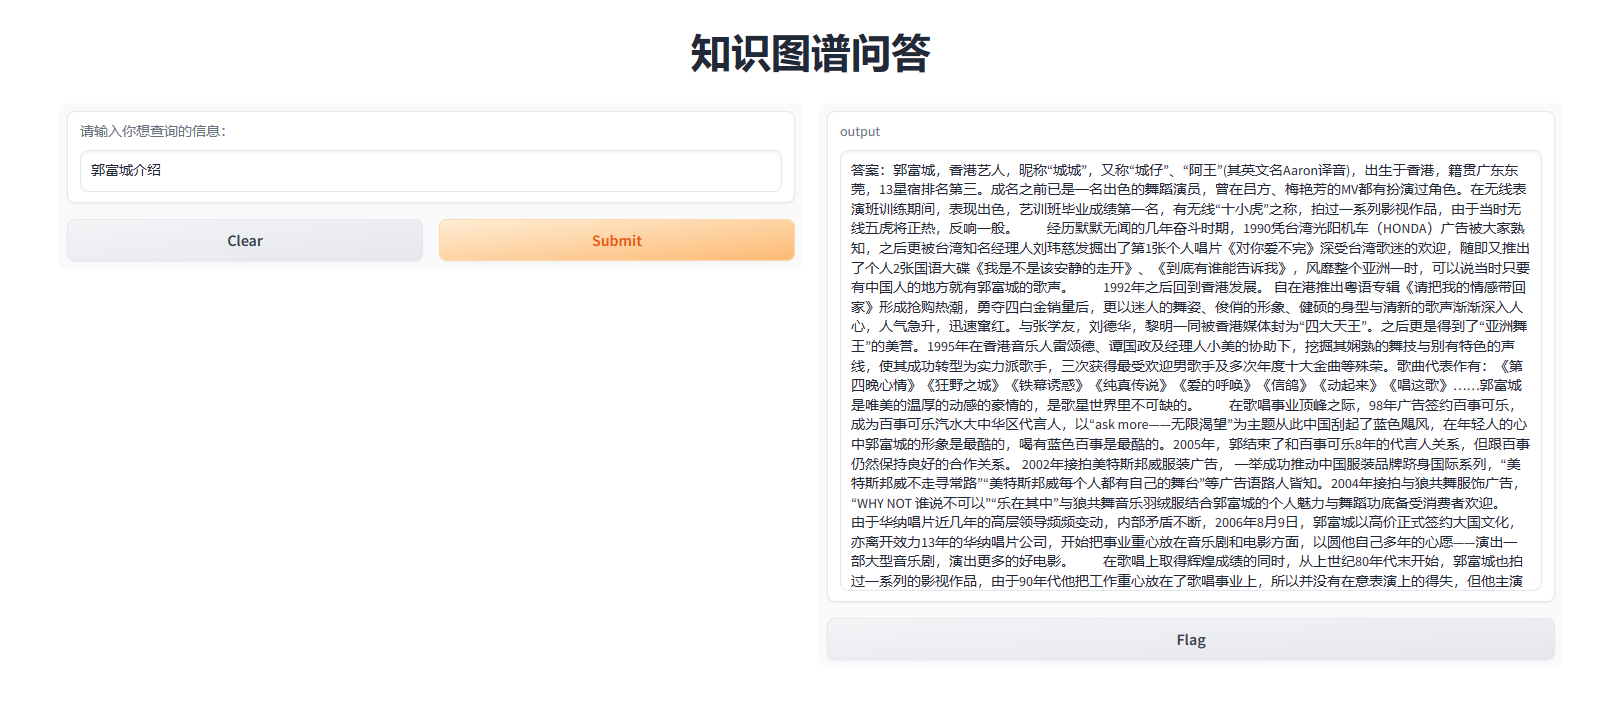 知识图谱问答
请输入你想查询的信息：
郭富城介绍
Clear
Submit
output
答案：郭富城，香港艺人，昵称“城城”，又称“城仔”、“阿王”(其英文名Aaron译音)，出生于香港，籍贯广东东
莞，13星宿排名第三。成名之前已是一名出色的舞蹈演员，曾在吕方、梅艳芳的MV都有扮演过角色。在无线表
演班训练期间，表现出色，艺训班毕业成绩第一名，有无线“十小虎”之称，拍过一系列影视作品，由于当时无
线五虎将正热，反响一般。 经历默默无闻的几年奋斗时期，1990凭台湾光阳机车（HONDA）广告被大家熟
知，之后更被台湾知名经理人刘玮慈发掘出了第1张个人唱片《对你爱不完》深受台湾歌迷的欢迎，随即又推出
了个人2张国语大碟《我是不是该安静的走开》、《到底有谁能告诉我》，风靡整个亚洲一时，可以说当时只要
有中国人的地方就有郭富城的歌声。 1992年之后回到香港发展。 自在港推出粤语专辑《请把我的情感带回
家》形成抢购热潮，勇夺四白金销量后，更以迷人的舞姿、俊俏的形象、健硕的身型与清新的歌声渐渐深入人
心，人气急升，迅速窜红。与张学友，刘德华，黎明一同被香港媒体封为“四大天王”。之后更是得到了“亚洲舞
王”的美誉。1995年在香港音乐人雷颂德、谭国政及经理人小美的协助下，挖掘其娴熟的舞技与别有特色的声
线，使其成功转型为实力派歌手，三次获得最受欢迎男歌手及多次年度十大金曲等殊荣。歌曲代表作有：《第
四晚心情》《狂野之城》《铁幕诱惑》《纯真传说》《爱的呼唤》《信鸽》《动起来》《唱这歌》……郭富城
是唯美的温厚的动感的豪情的，是歌星世界里不可缺的。 在歌唱事业顶峰之际，98年广告签约百事可乐，
成为百事可乐汽水大中华区代言人，以“ask more——无限渴望”为主题从此中国刮起了蓝色飓风，在年轻人的心
中郭富城的形象是最酷的，喝有蓝色百事是最酷的。2005年，郭结束了和百事可乐8年的代言人关系，但跟百事
仍然保持良好的合作关系。 2002年接拍美特斯邦威服装广告， 一举成功推动中国服装品牌跻身国际系列，“美
特斯邦威不走寻常路”“美特斯邦威每个人都有自己的舞台”等广告语路人皆知。2004年接拍与狼共舞服饰广告，
“WHY NOT 谁说不可以”“乐在其中”与狼共舞音乐羽绒服结合郭富城的个人魅力与舞蹈功底备受消费者欢迎。
由于华纳唱片近几年的高层领导频频变动，内部矛盾不断，2006年8月9日，郭富城以高价正式签约大国文化，
亦离开效力13年的华纳唱片公司，开始把事业重心放在音乐剧和电影方面，以圆他自己多年的心愿——演出一
部大型音乐剧，演出更多的好电影。 在歌唱上取得辉煌成绩的同时，从上世纪80年代末开始，郭富城也拍
过一系列的影视作品，由于90年代他把工作重心放在了歌唱事业上，所以并没有在意表演上的得失，但他主演
Flag